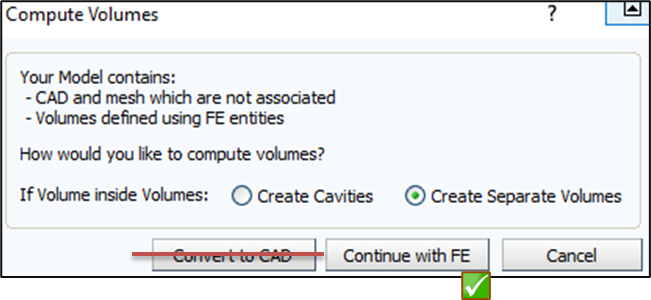 Compute Volumes ?
Your Model contains:
- CAD and mesh which are not associated
- Volumes defined using FE entities
How would you like to compute volumes?
If Volume inside Volumes: Create Cavities Create Separate Volumes
Convert to CAD Continue with FE Cancel